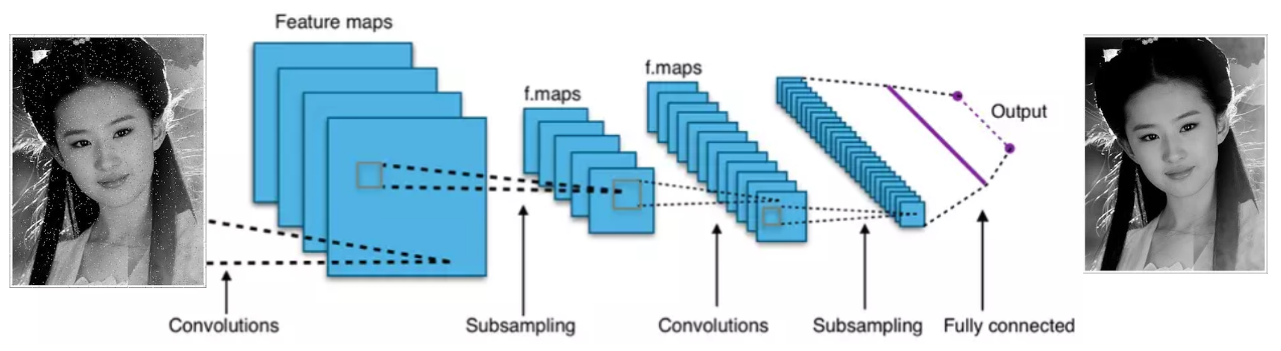 Feature maps
f.maps
f.maps
Output
Convolutions
Subsampling
Convolutions
Subsampling
Fully connected